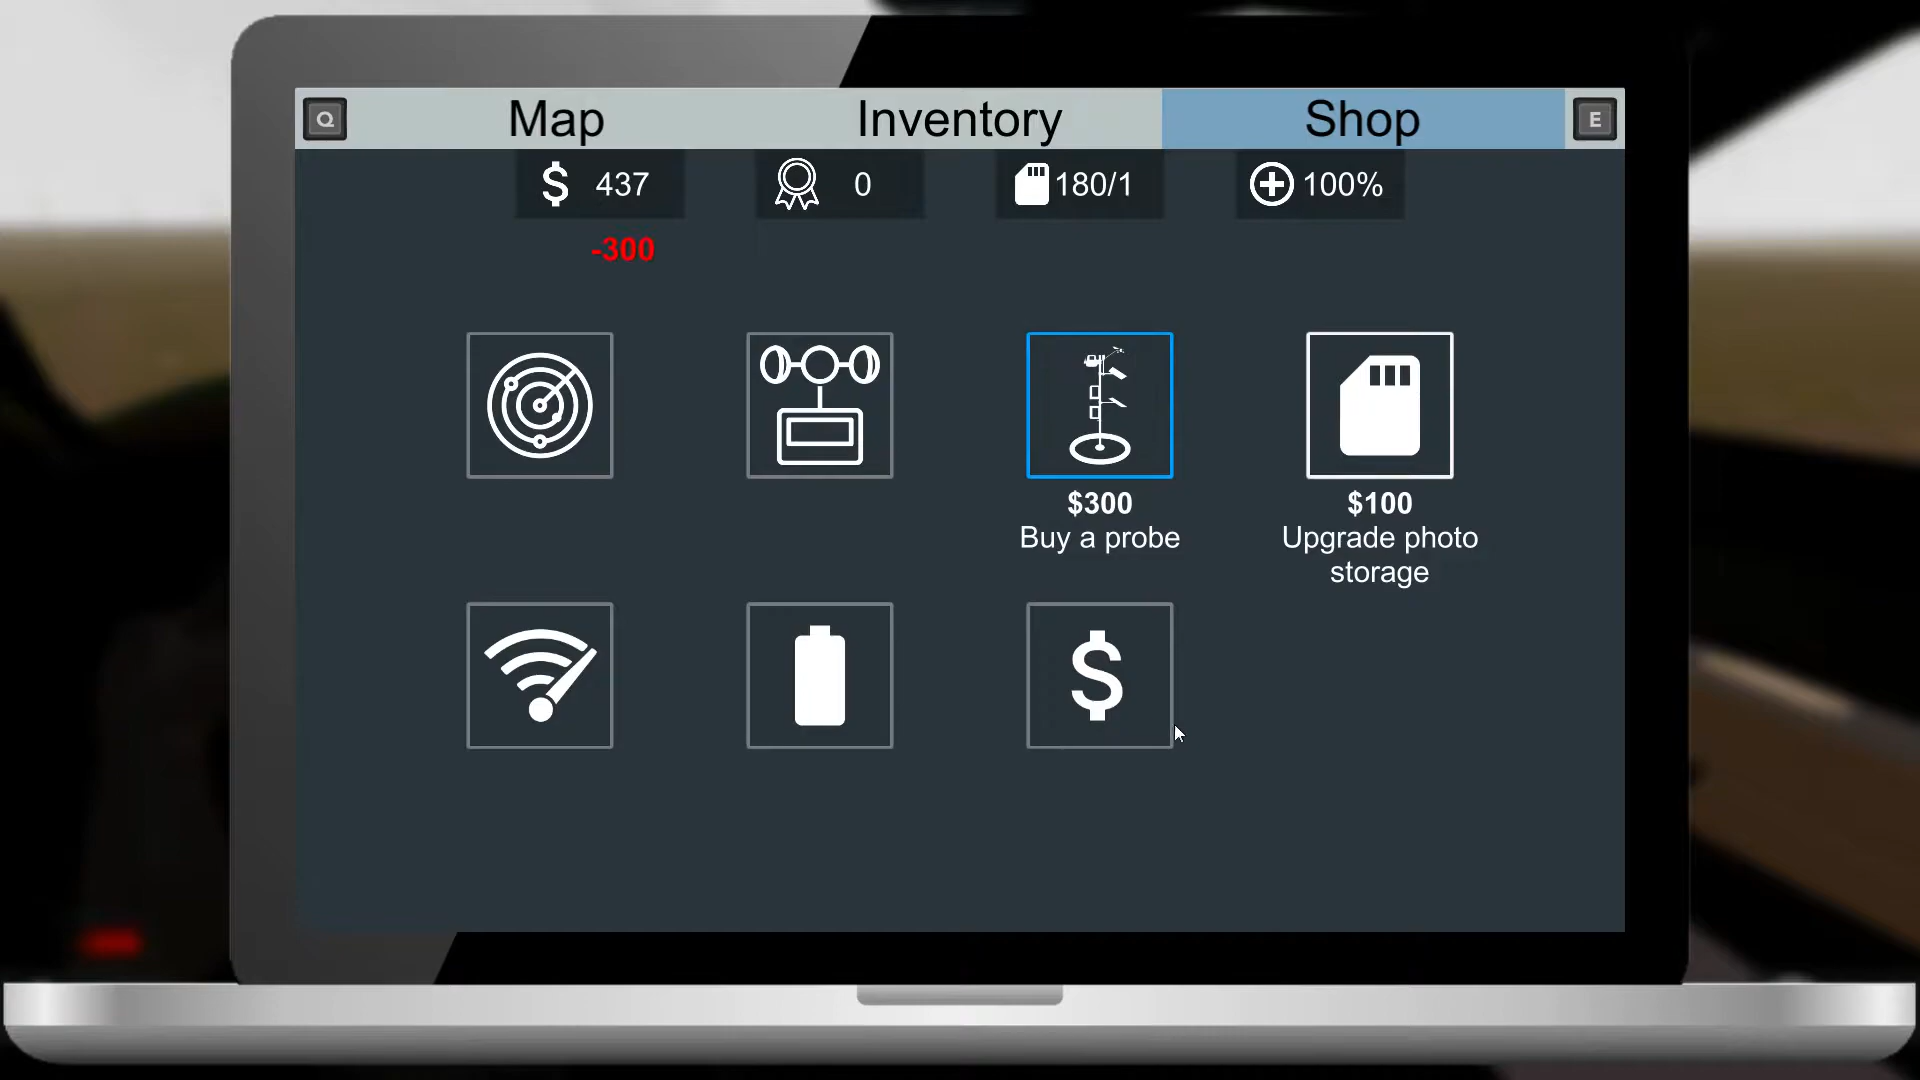 Q Map Inventory Shop E
$ 437 0 180/1 100%
-300
$300 $100
Buy a probe Upgrade photo
storage
$